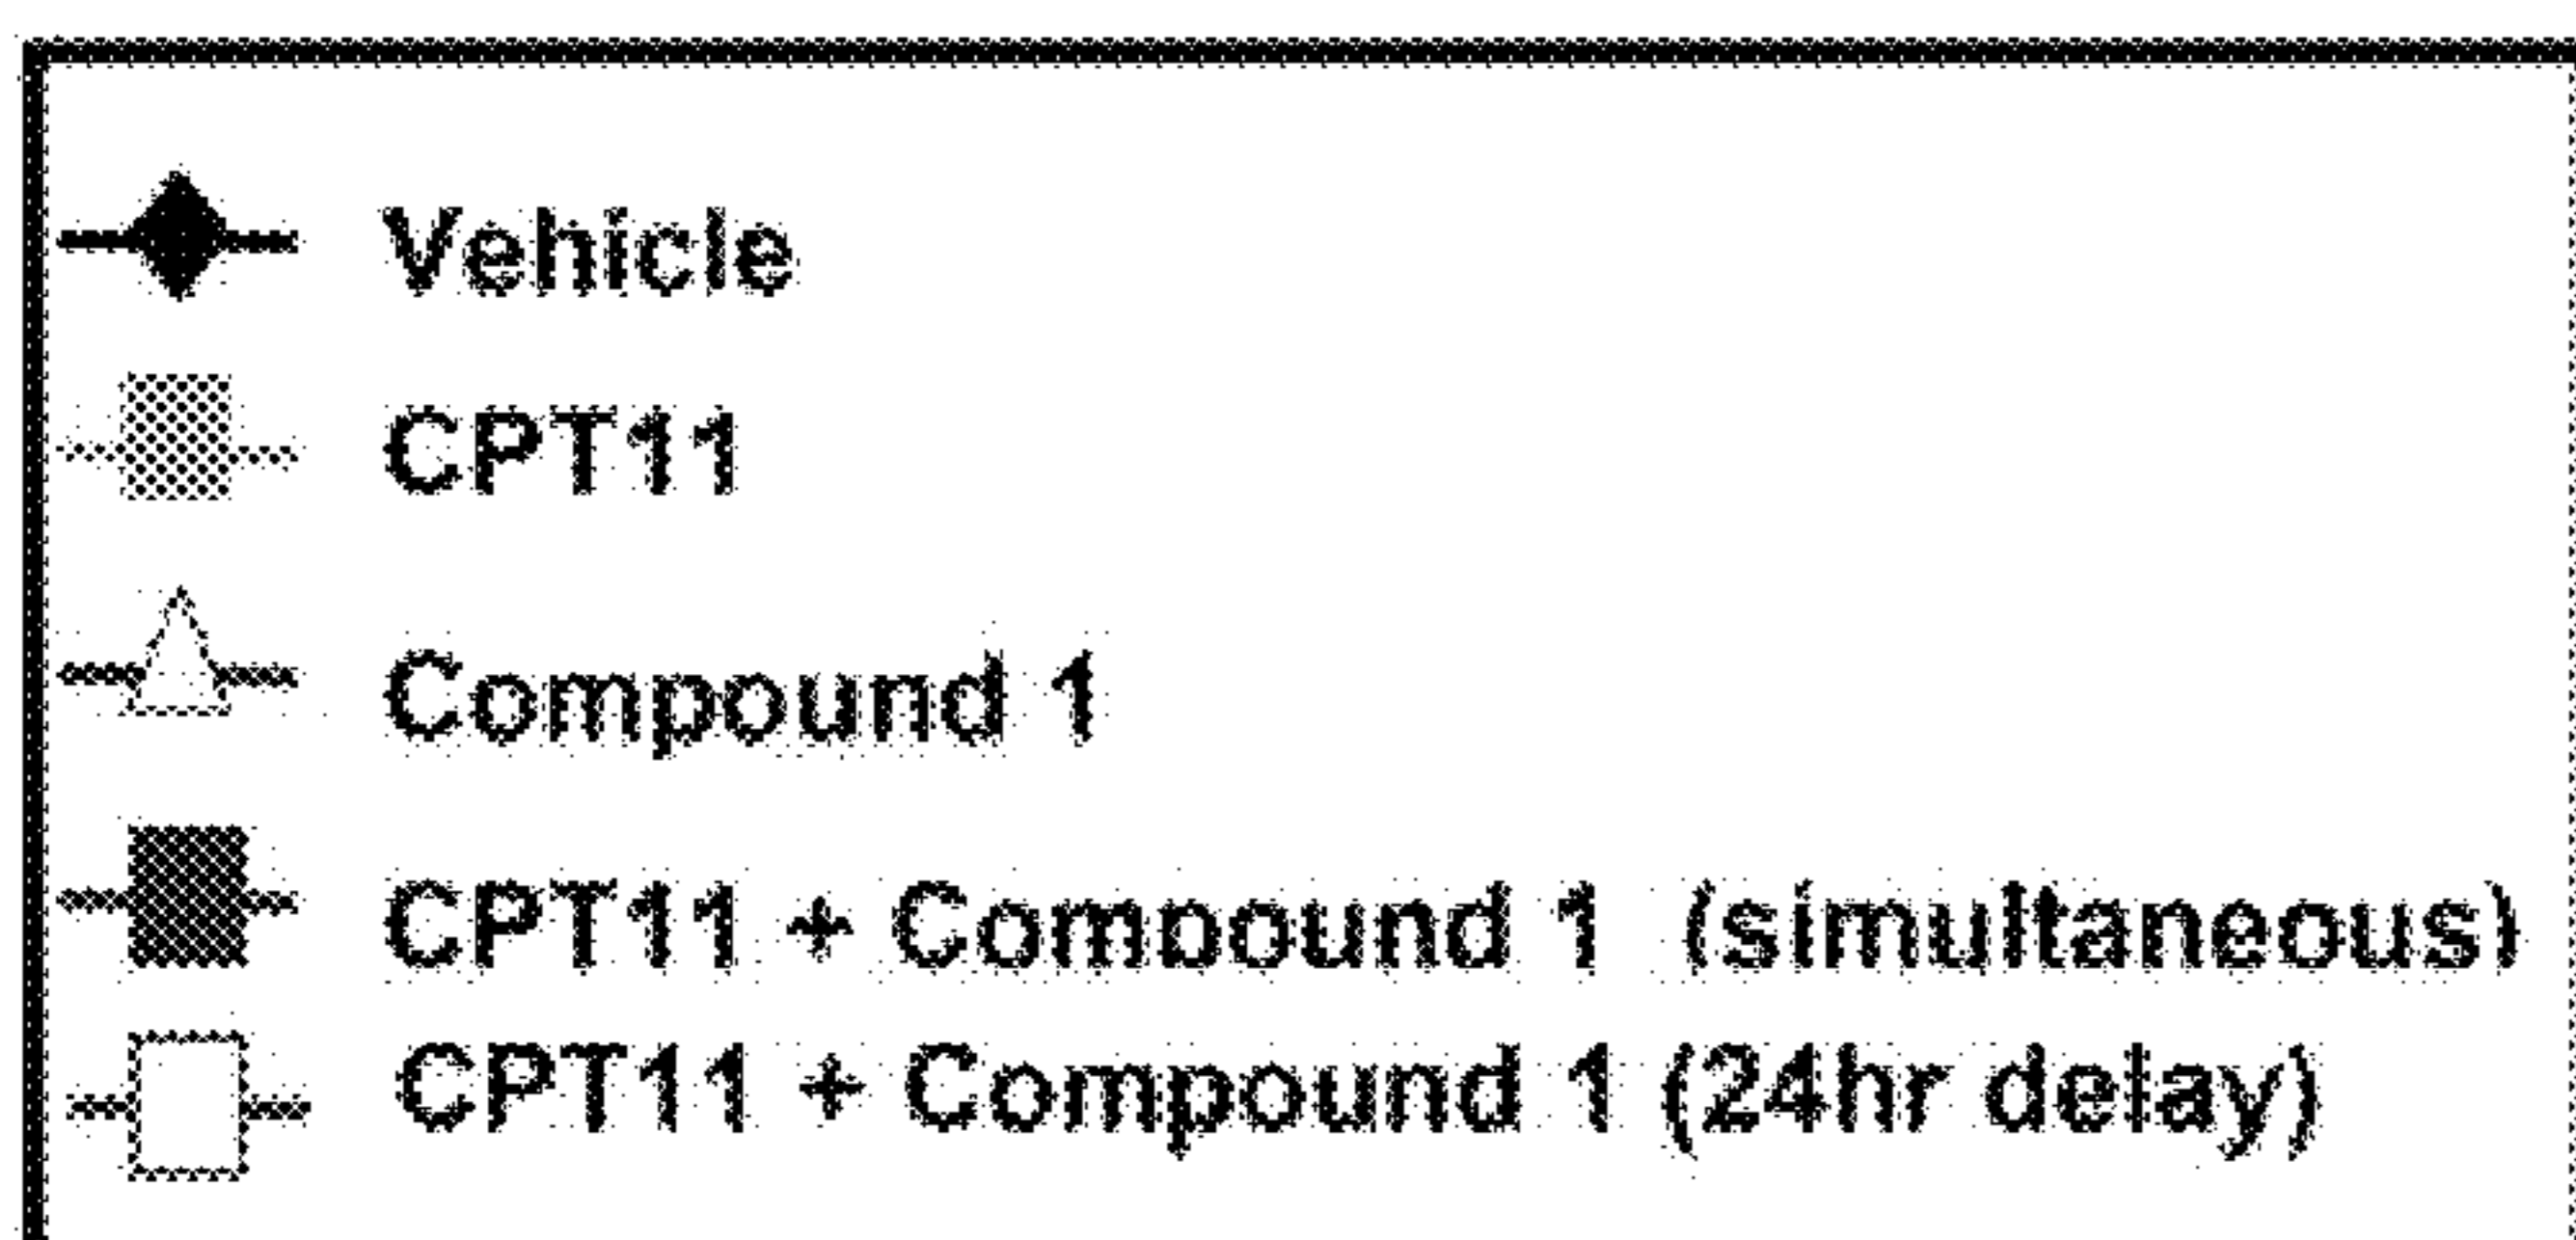 Vehicle
CPT11
Compound 1
CPT11 + Compound 1 (simultaneous)
CPT11 + Compound 1 (24hr delay)